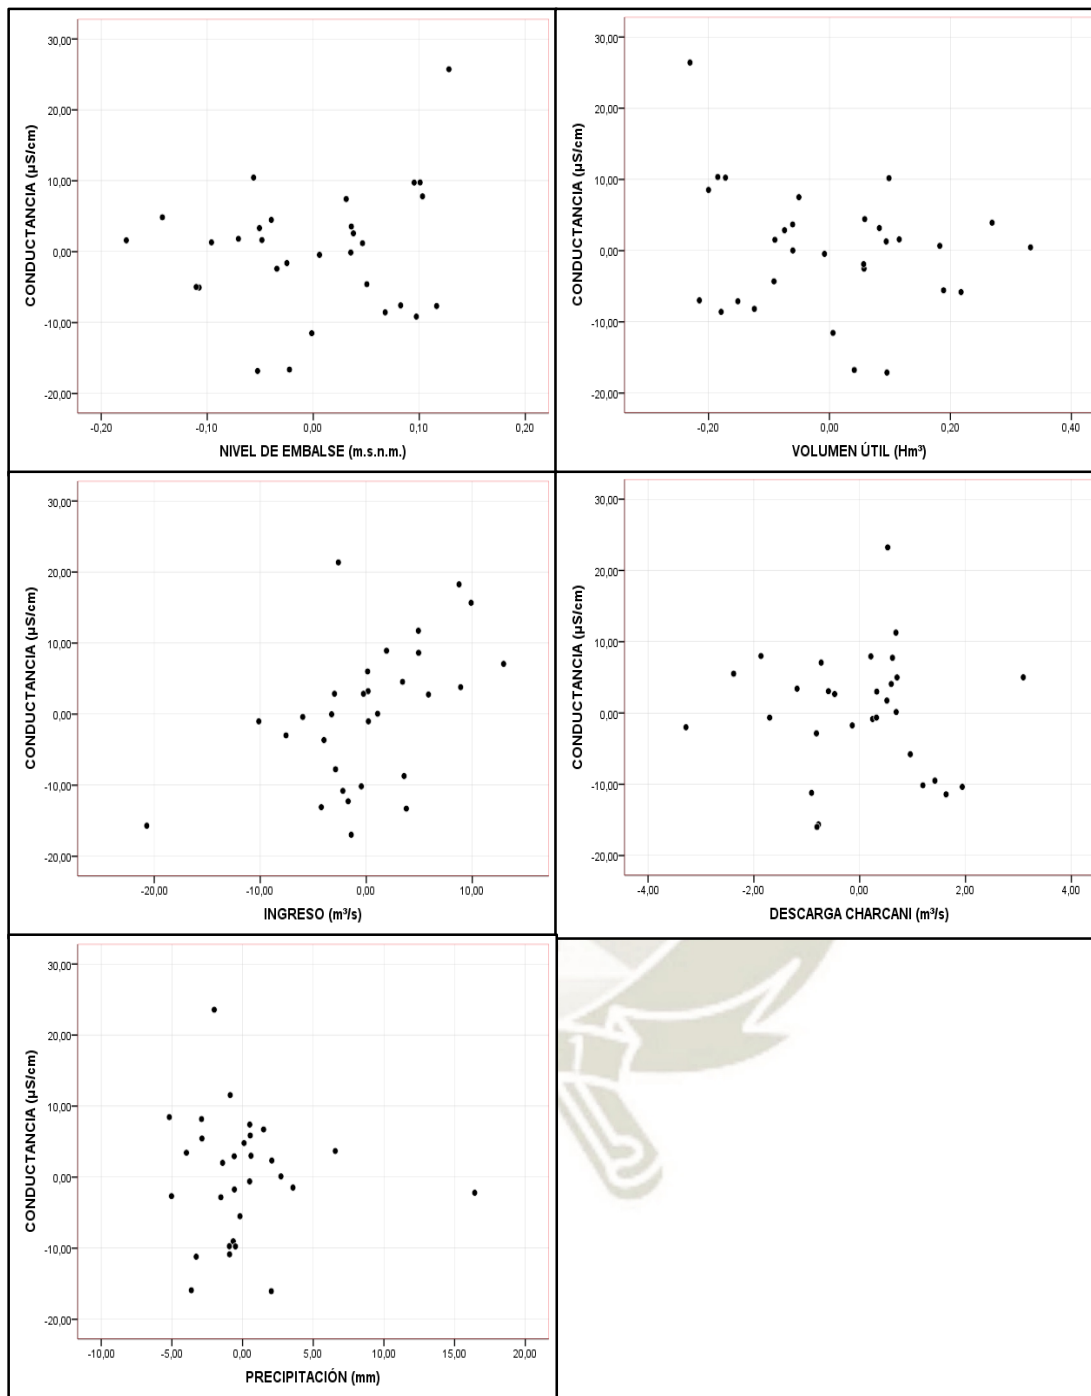 30,00
20,00
10,00
0,00
-10,00
-20,00
CONDUCTANCIA (µS/cm)
-0,20 -0,10 0,00 0,10 0,20
NIVEL DE EMBALSE (m.s.n.m.)
30,00
20,00
10,00
0,00
-10,00
-20,00
CONDUCTANCIA (µS/cm)
-0,20 0,00 0,20 0,40
VOLUMEN ÚTIL (Hm³)
30,00
20,00
10,00
0,00
-10,00
-20,00
CONDUCTANCIA (µS/cm)
-20,00 -10,00 0,00 10,00
INGRESO (m³/s)
30,00
20,00
10,00
0,00
-10,00
-20,00
CONDUCTANCIA (µS/cm)
-4,00 -2,00 0,00 2,00 4,00
DESCARGA CHARCANI (m³/s)
30,00
20,00
10,00
0,00
-10,00
-20,00
CONDUCTANCIA (µS/cm)
-10,00 -5,00 0,00 5,00 10,00 15,00 20,00
PRECIPITACIÓN (mm)
1